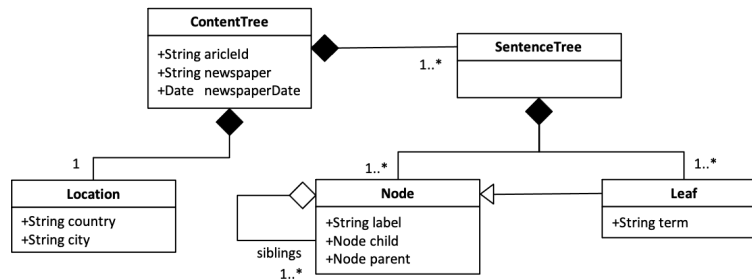 ContentTree
+String aricleId
+String newspaper
+Date newspaperDate
SentenceTree
1..*
1
Location
+String country
+String city
1..*
Node
+String label
+Node child
+Node parent
siblings
1..*
1..*
Leaf
+String term